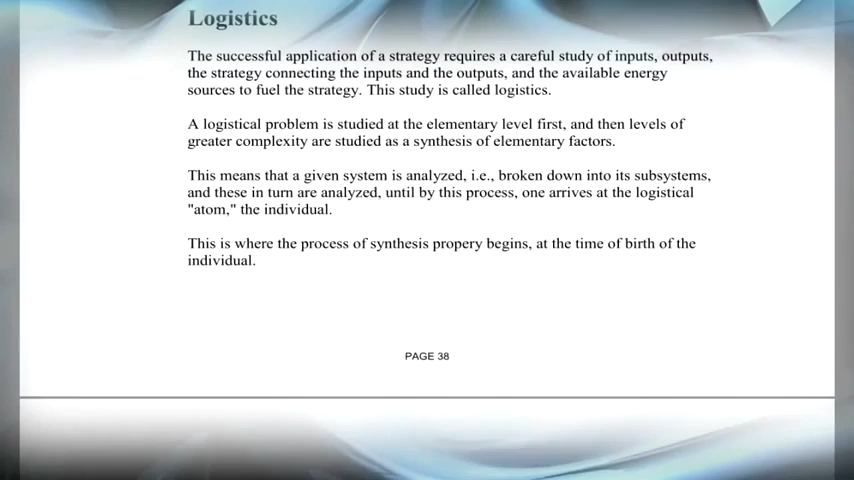 Logistics
The successful application of a strategy requires a careful study of inputs, outputs,
the strategy connecting the inputs and the outputs, and the available energy
sources to fuel the strategy. This study is called logistics.
A logistical problem is studied at the elementary level first, and then levels of
greater complexity are studied as a synthesis of elementary factors.
This means that a given system is analyzed, i.e., broken down into its subsystems,
and these in turn are analyzed, until by this process, one arrives at the logistical
"atom," the individual.
This is where the process of synthesis propery begins, at the time of birth of the
individual.
PAGE 38